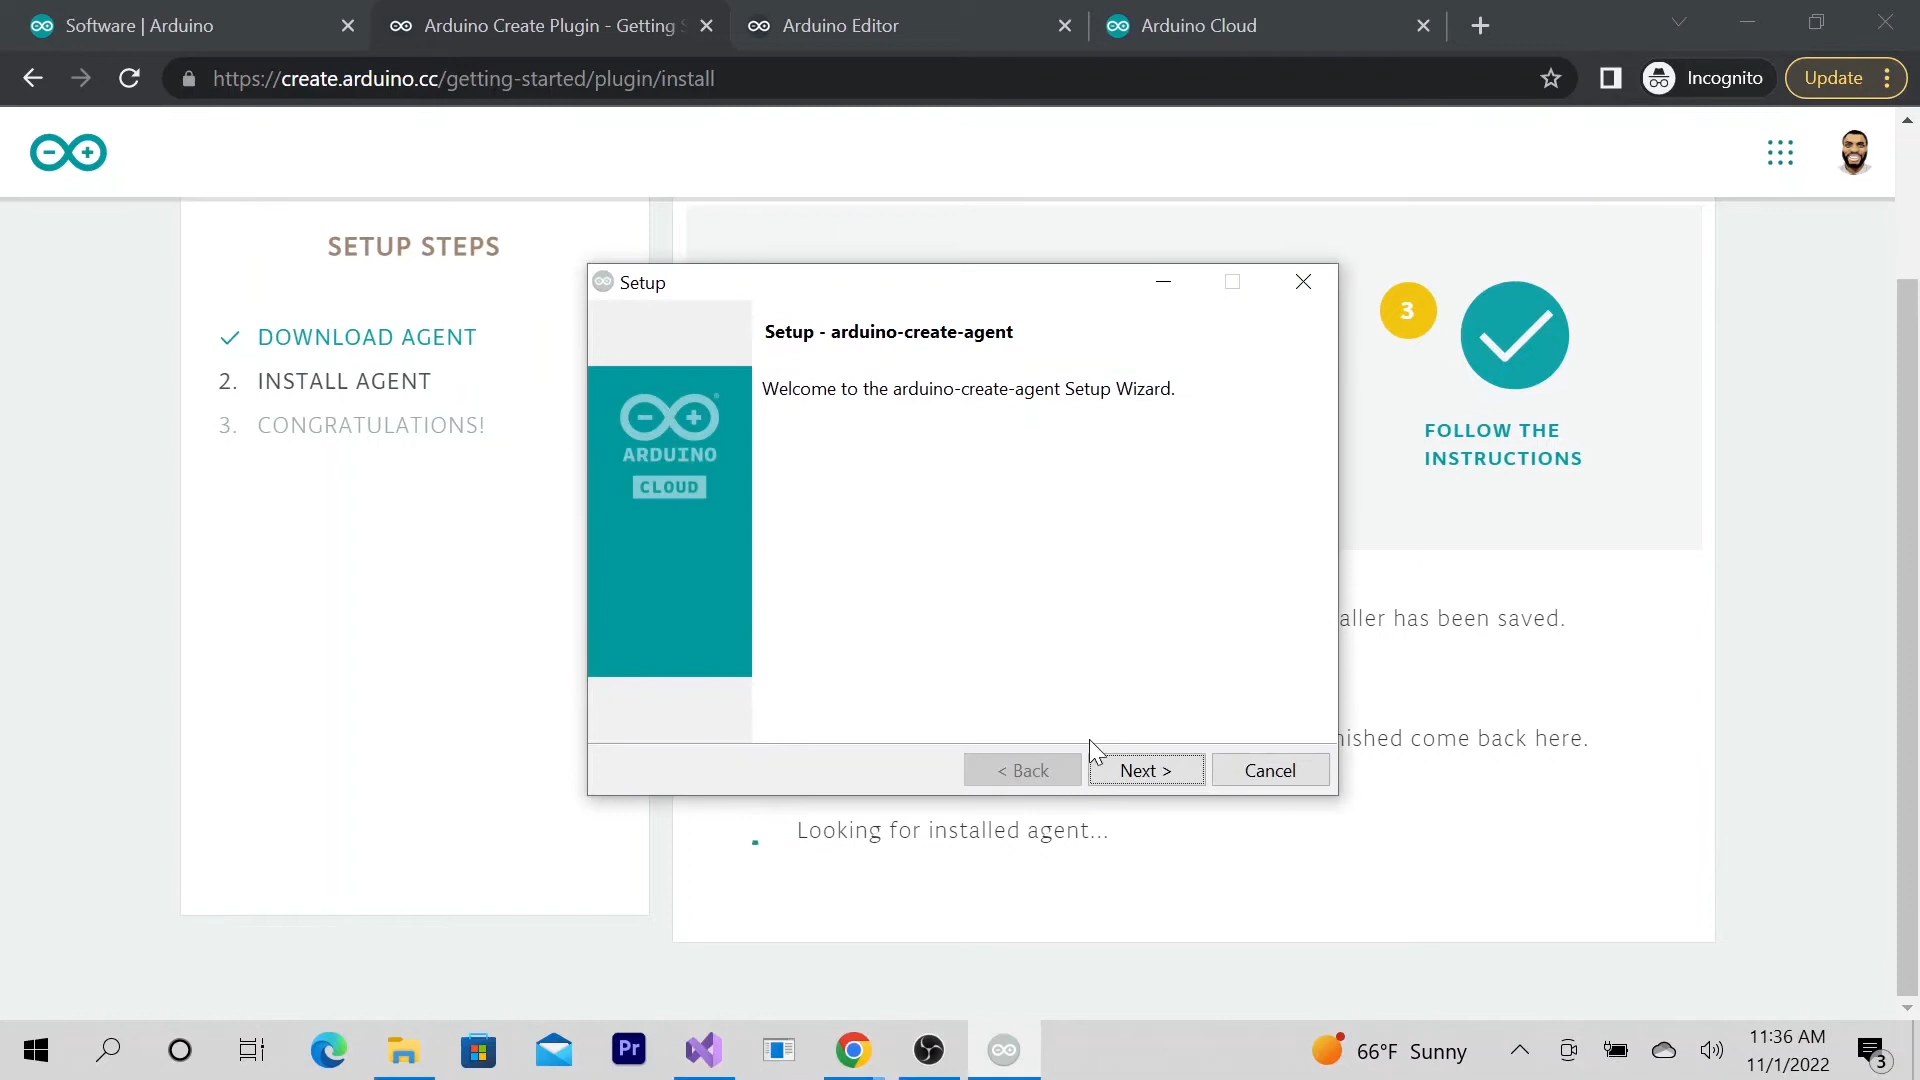 Software | Arduino
Arduino Create Plugin - Getting
Arduino Editor
Arduino Cloud
https://create.arduino.cc/getting-started/plugin/install
Incognito
Update
SETUP STEPS
DOWNLOAD AGENT
2. INSTALL AGENT
3. CONGRATULATIONS!
Setup
Setup - arduino-create-agent
Welcome to the arduino-create-agent Setup Wizard.
ARDUINO
CLOUD
< Back
Next >
Cancel
3
FOLLOW THE
INSTRUCTIONS
aller has been saved.
ished come back here.
Looking for installed agent...
Pr
66°F Sunny
11:36 AM
11/1/2022
3